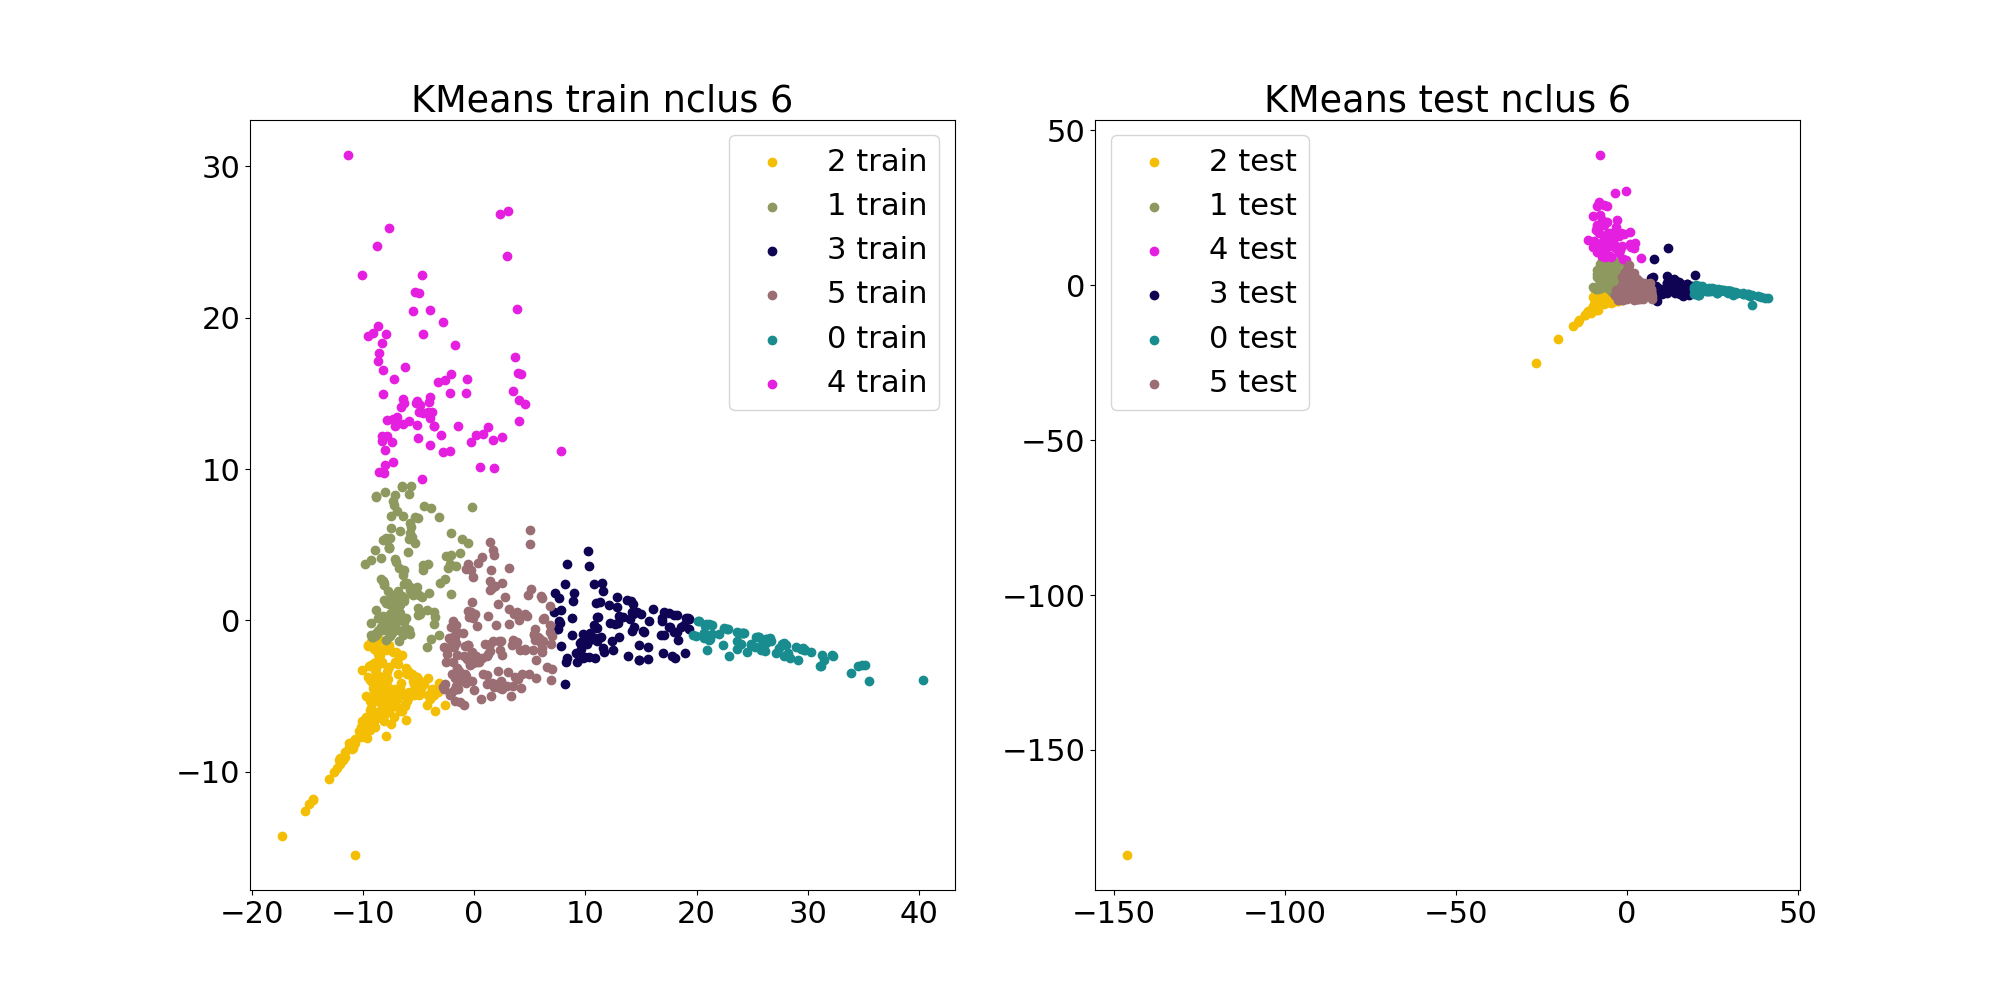 KMeans train nclus 6
30
20
10
0
−10
−20
−10
0
10
20
30
40
2 train
1 train
3 train
5 train
0 train
4 train
KMeans test nclus 6
50
0
−50
−100
−150
−150
−100
−50
0
50
2 test
1 test
4 test
3 test
0 test
5 test